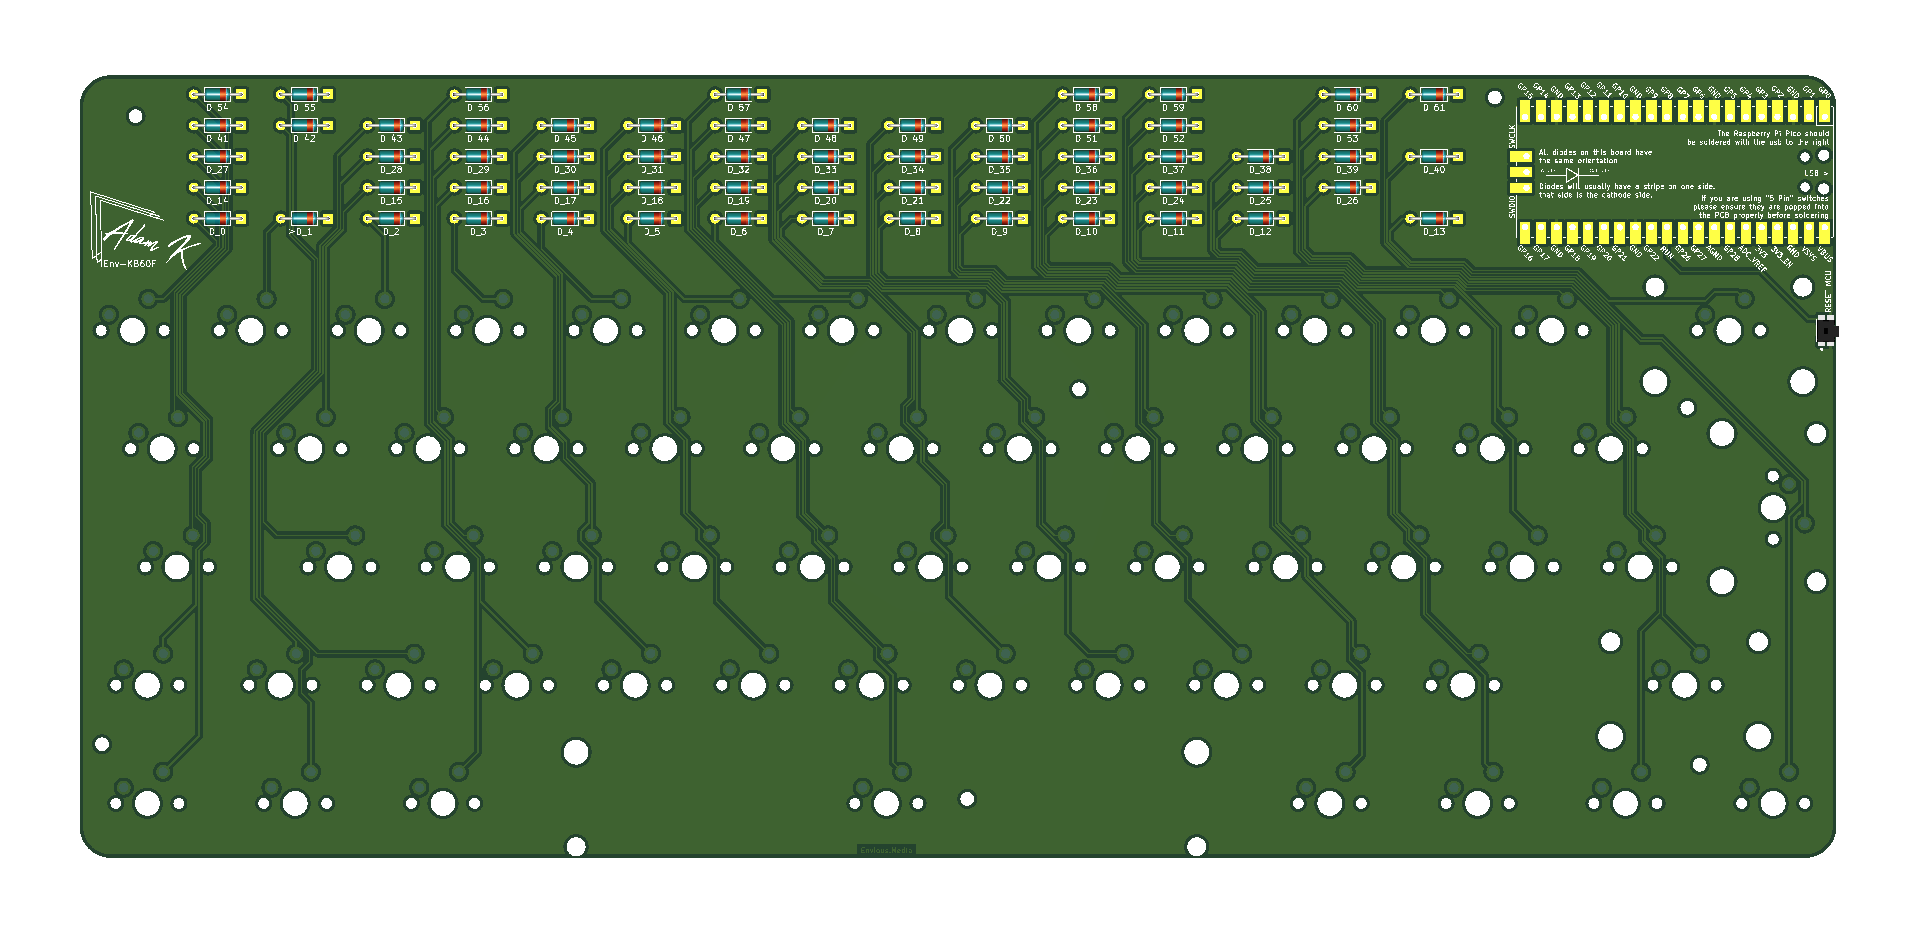 D_54 D_55 D_56 D_57 D_58 D_59 D_60 D_61
D_41 D_42 D_43 D_44 D_45 D_46 D_47 D_48 D_49 D_50 D_51 D_52 D_53
D_27 D_28 D_29 D_30 D_31 D_32 D_33 D_34 D_35 D_36 D_37 D_38 D_39 D_40
D_14 D_15 D_16 D_17 D_18 D_19 D_20 D_21 D_22 D_23 D_24 D_25 D_26
D_0 D_1 D_2 D_3 D_4 D_5 D_6 D_7 D_8 D_9 D_10 D_11 D_12 D_13
Adam K
Env-KB60F
GP15 GP14 GND GP13 GP12 GP11 GP10 GND GP9 GP8 GP7 GP6 GND GP5 GP4 GP3 GP2 GND GP1 GP0
The Raspberry Pi Pico should
be soldered with the usb to the right
SWCLK
All diodes on this board have
the same orientation
USB >
Diodes will usually have a stripe on one side.
that side is the cathode side.
SWDIO
If you are using "5 Pin" switches
please ensure they are popped into
the PCB properly before soldering
GP16 GP17 GND GP18 GP19 GP20 GP21 GND GP22 RUN GP26 GP27 AGND GP28 ADC_VREF 3V3 3V3_EN GND VSYS VBUS
RESET MCU
Envious.Media